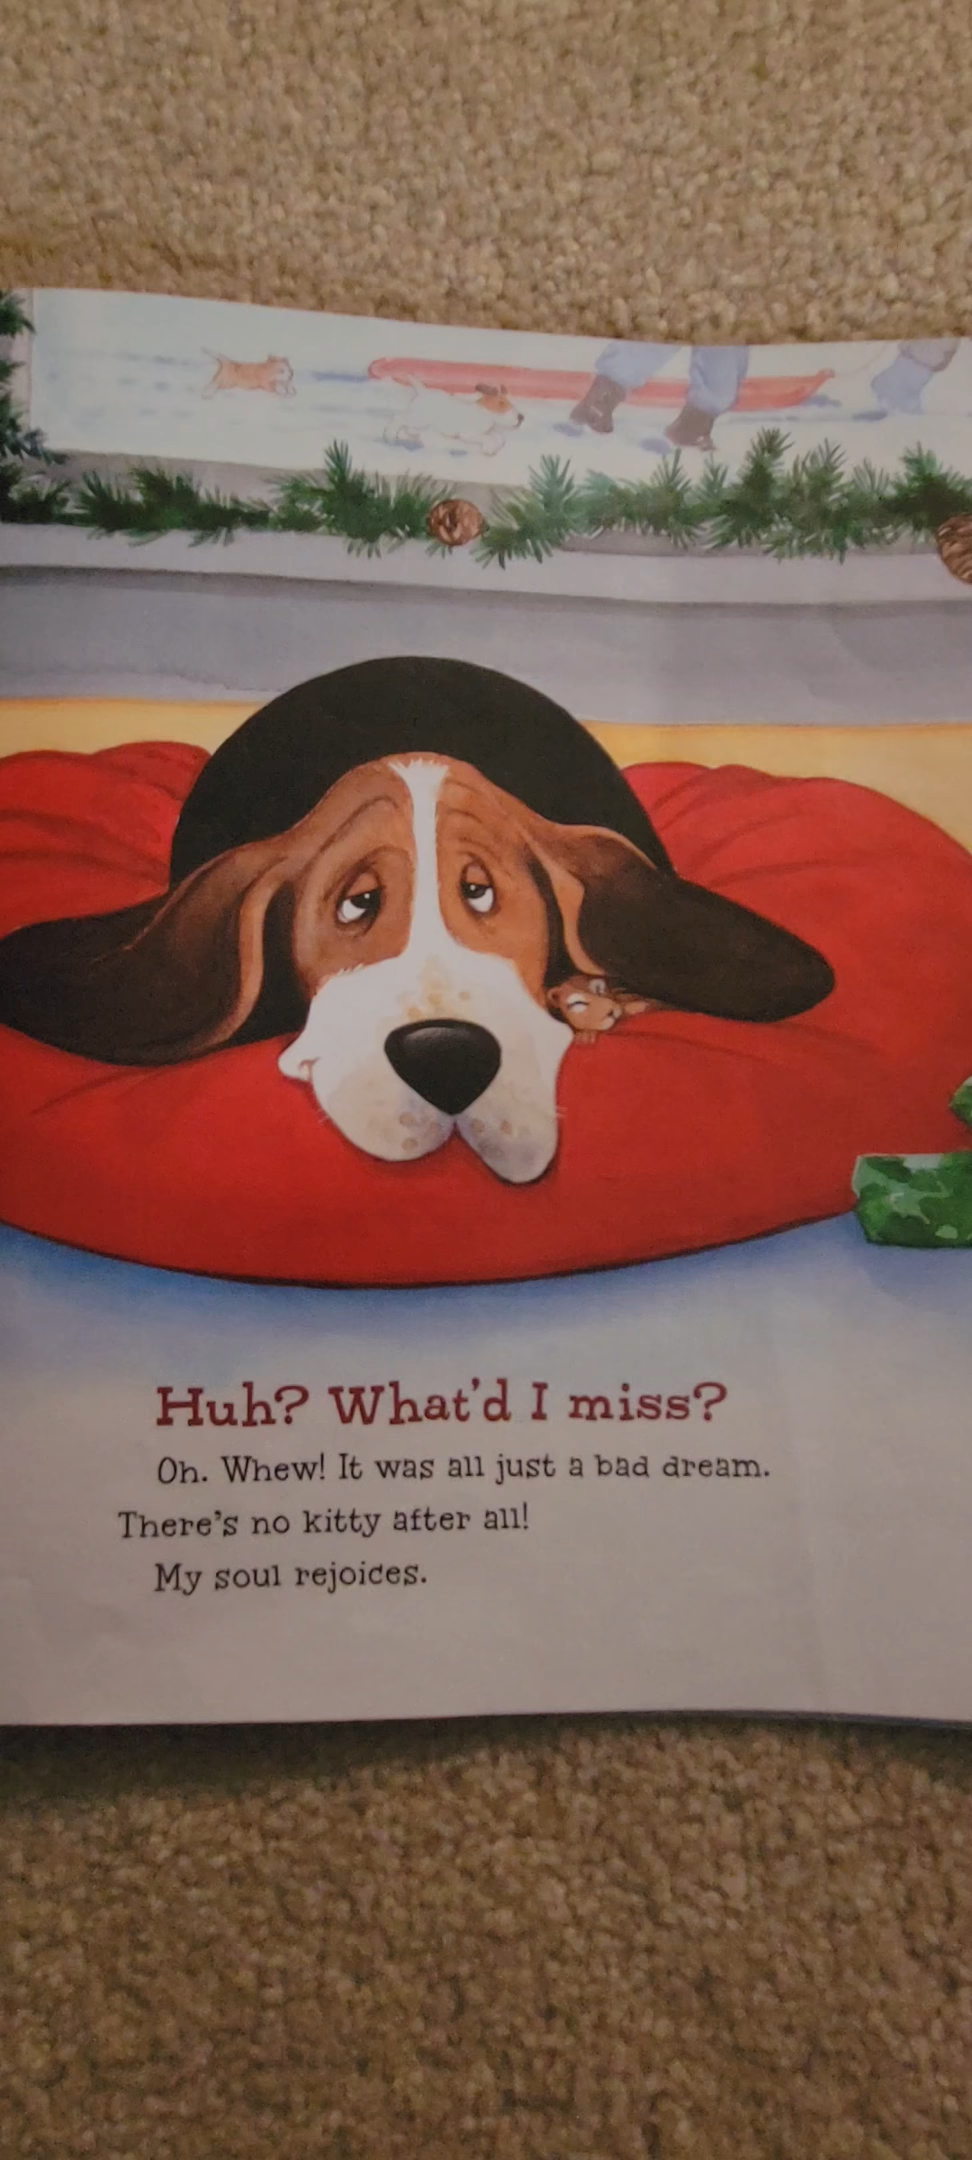 Huh? What'd I miss?
Oh. Whew! It was all just a bad dream.
There's no kitty after all!
My soul rejoices.